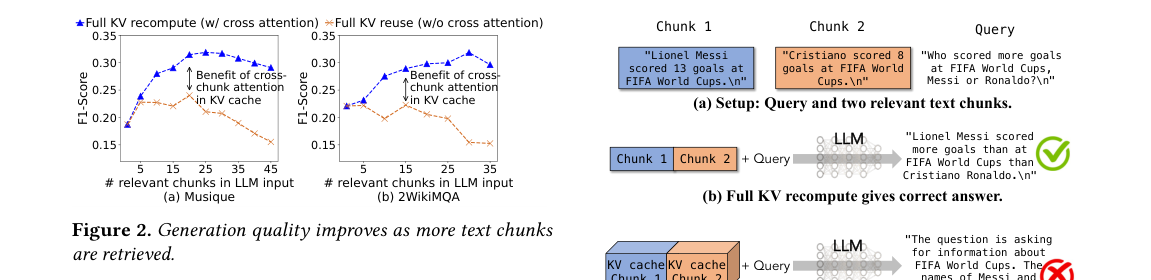 Full KV recompute (w/ cross attention) Full KV reuse (w/o cross attention)
0.35
0.30
0.25
0.20
0.15
F1-Score
Benefit of cross-
chunk attention
in KV cache
5 15 25 35 45
# relevant chunks in LLM input
(a) Musique
0.35
0.30
0.25
0.20
0.15
F1-Score
Benefit of cross-
chunk attention
in KV cache
5 15 25 35
# relevant chunks in LLM input
(b) 2WikiMQA
Figure 2. Generation quality improves as more text chunks
are retrieved.
Chunk 1
Chunk 2
Query
"Lionel Messi
scored 13 goals at
FIFA World Cups.\n"
"Cristiano scored 8
goals at FIFA World
Cups.\n"
"Who scored more goals
at FIFA World Cups,
Messi or Ronaldo?\n"
(a) Setup: Query and two relevant text chunks.
Chunk 1 Chunk 2 + Query
LLM
"Lionel Messi scored
more goals than at
FIFA World Cups than
Cristiano Ronaldo.\n"
(b) Full KV recompute gives correct answer.
KV cache KV cache
Chunk 1 Chunk 2
+ Query
LLM
"The question is asking
for information about
FIFA World Cups. The
names of Messi and